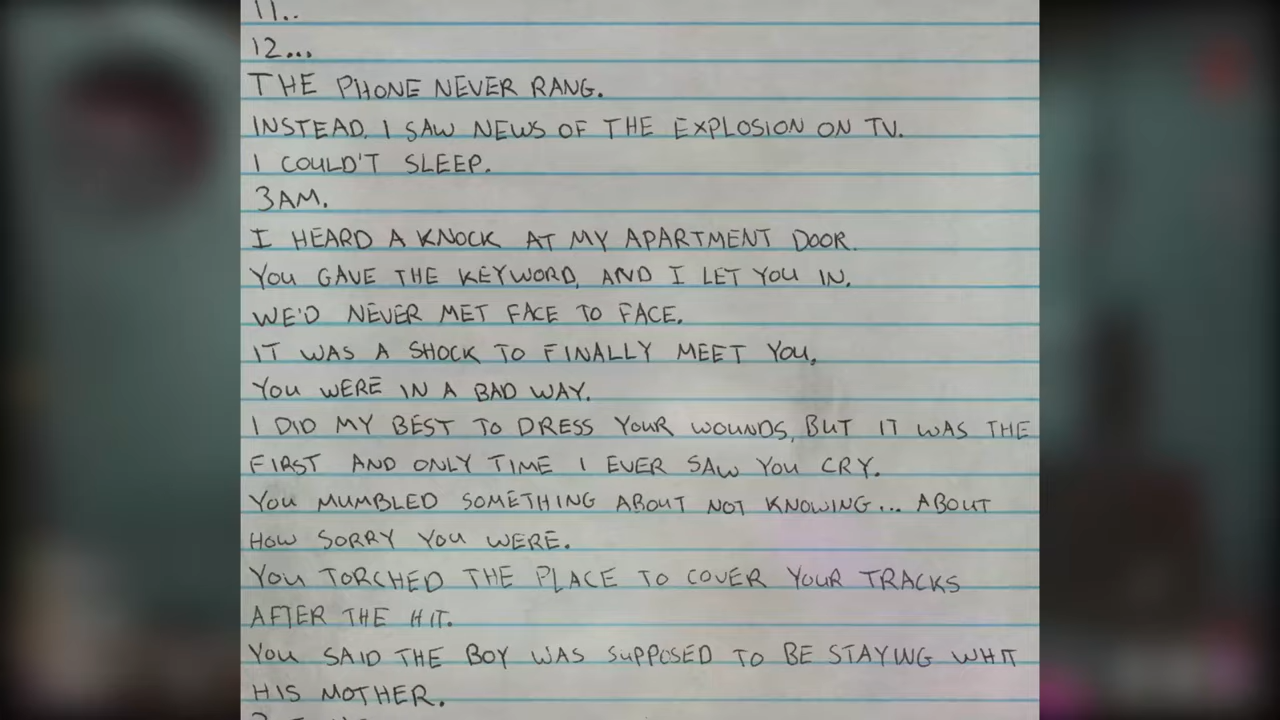 11..
12...
THE PHONE NEVER RANG.
INSTEAD, I SAW NEWS OF THE EXPLOSION ON TV.
I COULD'T SLEEP.
3AM.
I HEARD A KNOCK AT MY APARTMENT DOOR.
YOU GAVE THE KEYWORD, AND I LET YOU IN.
WE'D NEVER MET FACE TO FACE.
IT WAS A SHOCK TO FINALLY MEET YOU,
YOU WERE IN A BAD WAY.
I DID MY BEST TO DRESS YOUR WOUNDS, BUT IT WAS THE
FIRST AND ONLY TIME I EVER SAW YOU CRY.
YOU MUMBLED SOMETHING ABOUT NOT KNOWING... ABOUT
HOW SORRY YOU WERE.
YOU TORCHED THE PLACE TO COVER YOUR TRACKS
AFTER THE HIT.
YOU SAID THE BOY WAS SUPPOSED TO BE STAYING WHIT
HIS MOTHER.